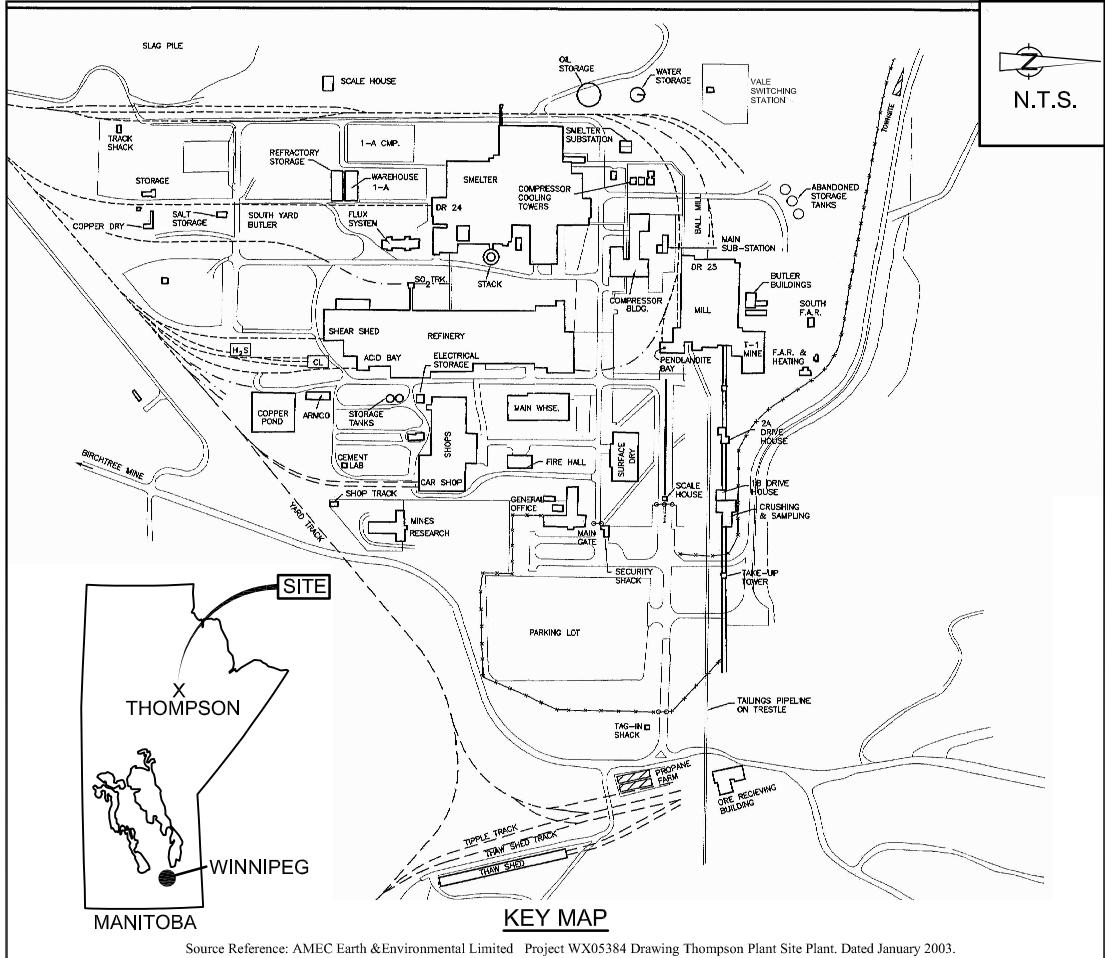 SLAG PILE
SCALE HOUSE
OIL
STORAGE
WATER
STORAGE
VALE
SWITCHING
STATION
TOWNSITE
Z
N.T.S.
TRACK
SHACK
REFRACTORY
STORAGE
1-A CMP.
WAREHOUSE
1-A
SMELTER
SMELTER
SUBSTATION
COMPRESSOR
COOLING
TOWERS
BALL MILL
ABANDONED
STORAGE
TANKS
STORAGE
COPPER DRY
SALT
STORAGE
SOUTH YARD
BUTLER
FLUX
SYSTEM
DR 24
STACK
MAIN
SUB-STATION
DR 25
SO2 TRK.
COMPRESSOR
BLDG.
MILL
BUTLER
BUILDINGS
SOUTH
F.A.R.
SHEAR SHED
REFINERY
H2S
CL
ACID BAY
ELECTRICAL
STORAGE
PENDLANDITE
BAY
T-1
MINE
F.A.R. &
HEATING
COPPER
POND
ARMCO
STORAGE
TANKS
MAIN WHSE.
2A
DRIVE
HOUSE
SHOPS
SURFACE
DRY
BIRCHTREE MINE
CEMENT
LAB
CAR SHOP
FIRE HALL
SCALE
HOUSE
1B DRIVE
HOUSE
SHOP TRACK
GENERAL
OFFICE
CRUSHING
& SAMPLING
YARD TRACK
MINES
RESEARCH
MAIN
GATE
SECURITY
SHACK
TAKE-UP
TOWER
SITE
PARKING LOT
X
THOMPSON
TAILINGS PIPELINE
ON TRESTLE
TAG-IN
SHACK
PROPANE
FARM
ORE RECIEVING
BUILDING
TIPPLE TRACK
THAW SHED TRACK
THAW SHED
WINNIPEG
MANITOBA
KEY MAP
Source Reference: AMEC Earth & Environmental Limited Project WX05384 Drawing Thompson Plant Site Plant. Dated January 2003.